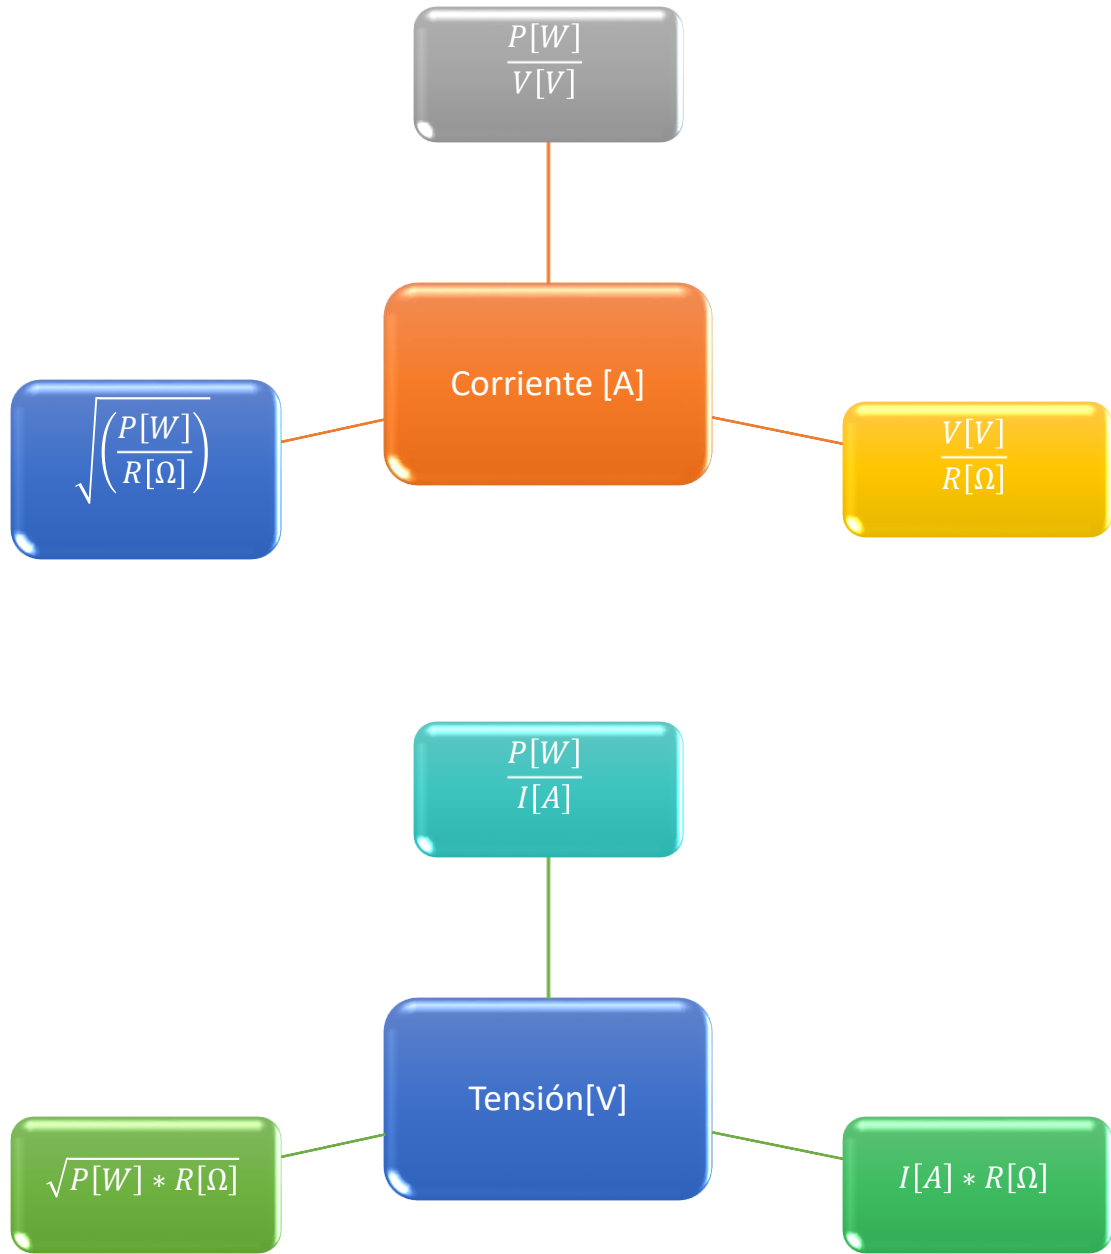 P[W]
V[V]
Corriente [A]
√(P[W]
R[Ω])
V[V]
R[Ω]
P[W]
I[A]
Tensión[V]
√P[W] ∗ R[Ω]
I[A] ∗ R[Ω]